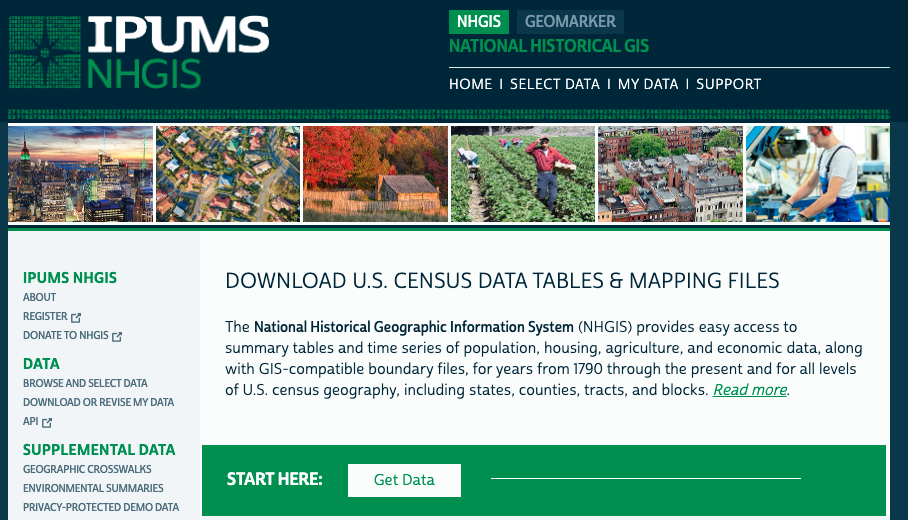 IPUMS
NHGIS
NHGIS GEOMARKER
NATIONAL HISTORICAL GIS
HOME | SELECT DATA | MY DATA | SUPPORT
IPUMS NHGIS
ABOUT
REGISTER
DONATE TO NHGIS
DATA
BROWSE AND SELECT DATA
DOWNLOAD OR REVISE MY DATA
API
SUPPLEMENTAL DATA
GEOGRAPHIC CROSSWALKS
ENVIRONMENTAL SUMMARIES
PRIVACY-PROTECTED DEMO DATA
DOWNLOAD U.S. CENSUS DATA TABLES & MAPPING FILES
The National Historical Geographic Information System (NHGIS) provides easy access to
summary tables and time series of population, housing, agriculture, and economic data, along
with GIS-compatible boundary files, for years from 1790 through the present and for all levels
of U.S. census geography, including states, counties, tracts, and blocks. Read more.
START HERE: Get Data